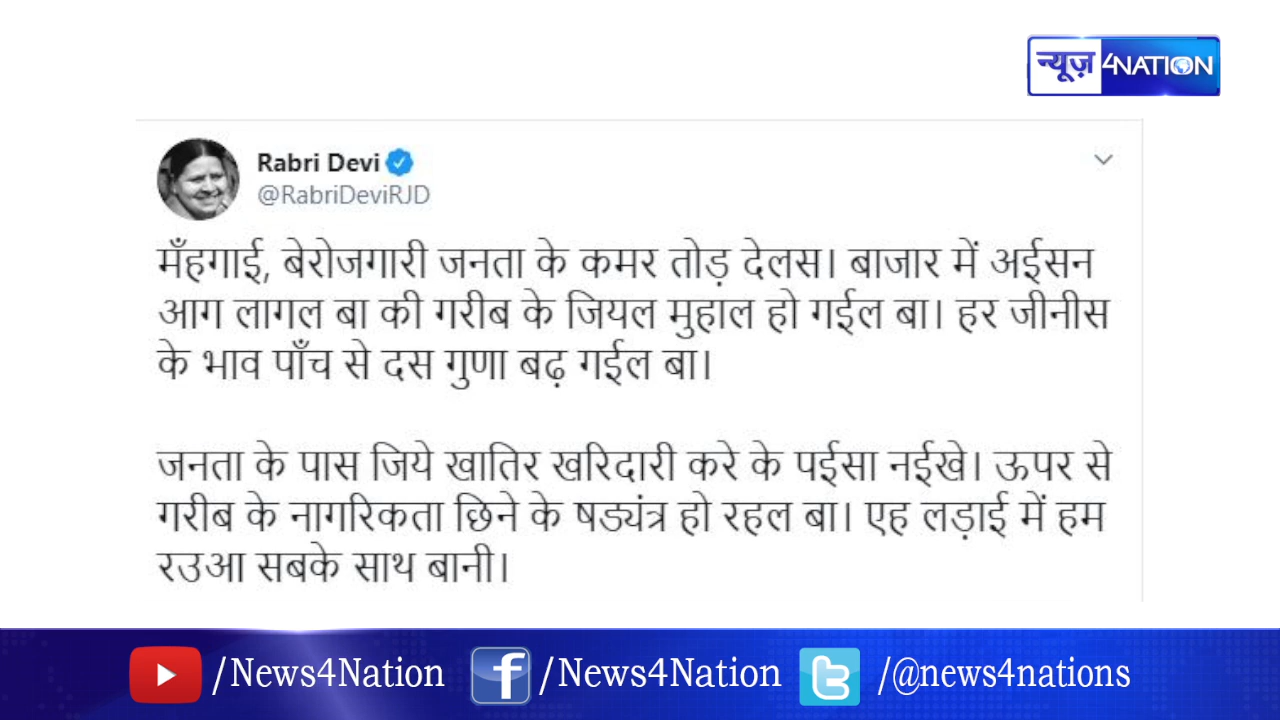 न्यूज़ 4NATION
Rabri Devi
@RabriDeviRJD
मँहगाई, बेरोजगारी जनता के कमर तोड़ देलस। बाजार में अईसन
आग लागल बा की गरीब के जियल मुहाल हो गईल बा। हर जीनीस
के भाव पाँच से दस गुणा बढ़ गईल बा।
जनता के पास जिये खातिर खरिदारी करे के पईसा नईखे। ऊपर से
गरीब के नागरिकता छिने के षड्यंत्र हो रहल बा। एह लड़ाई में हम
रउआ सबके साथ बानी।
/News4Nation f /News4Nation /@news4nations